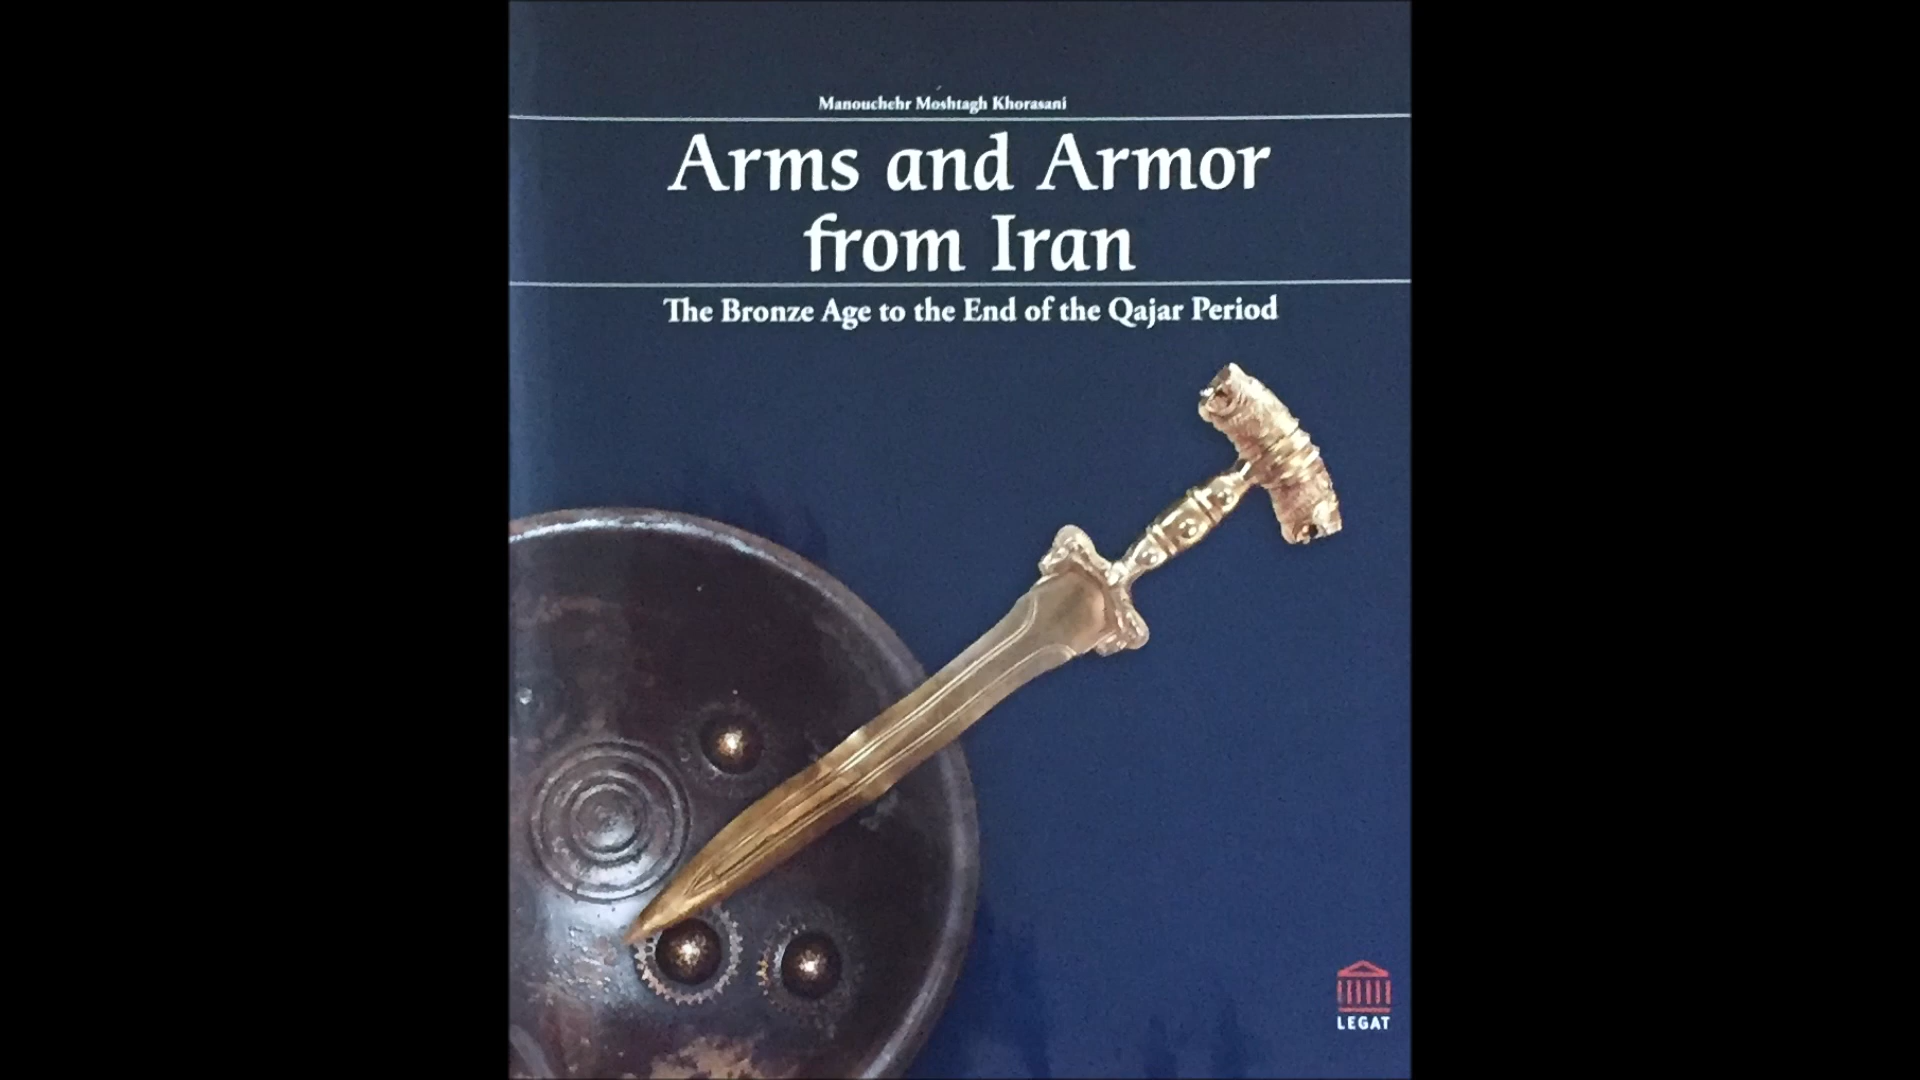 Manouchehr Moshtagh Khorasani
Arms and Armor
from Iran
The Bronze Age to the End of the Qajar Period
LEGAT